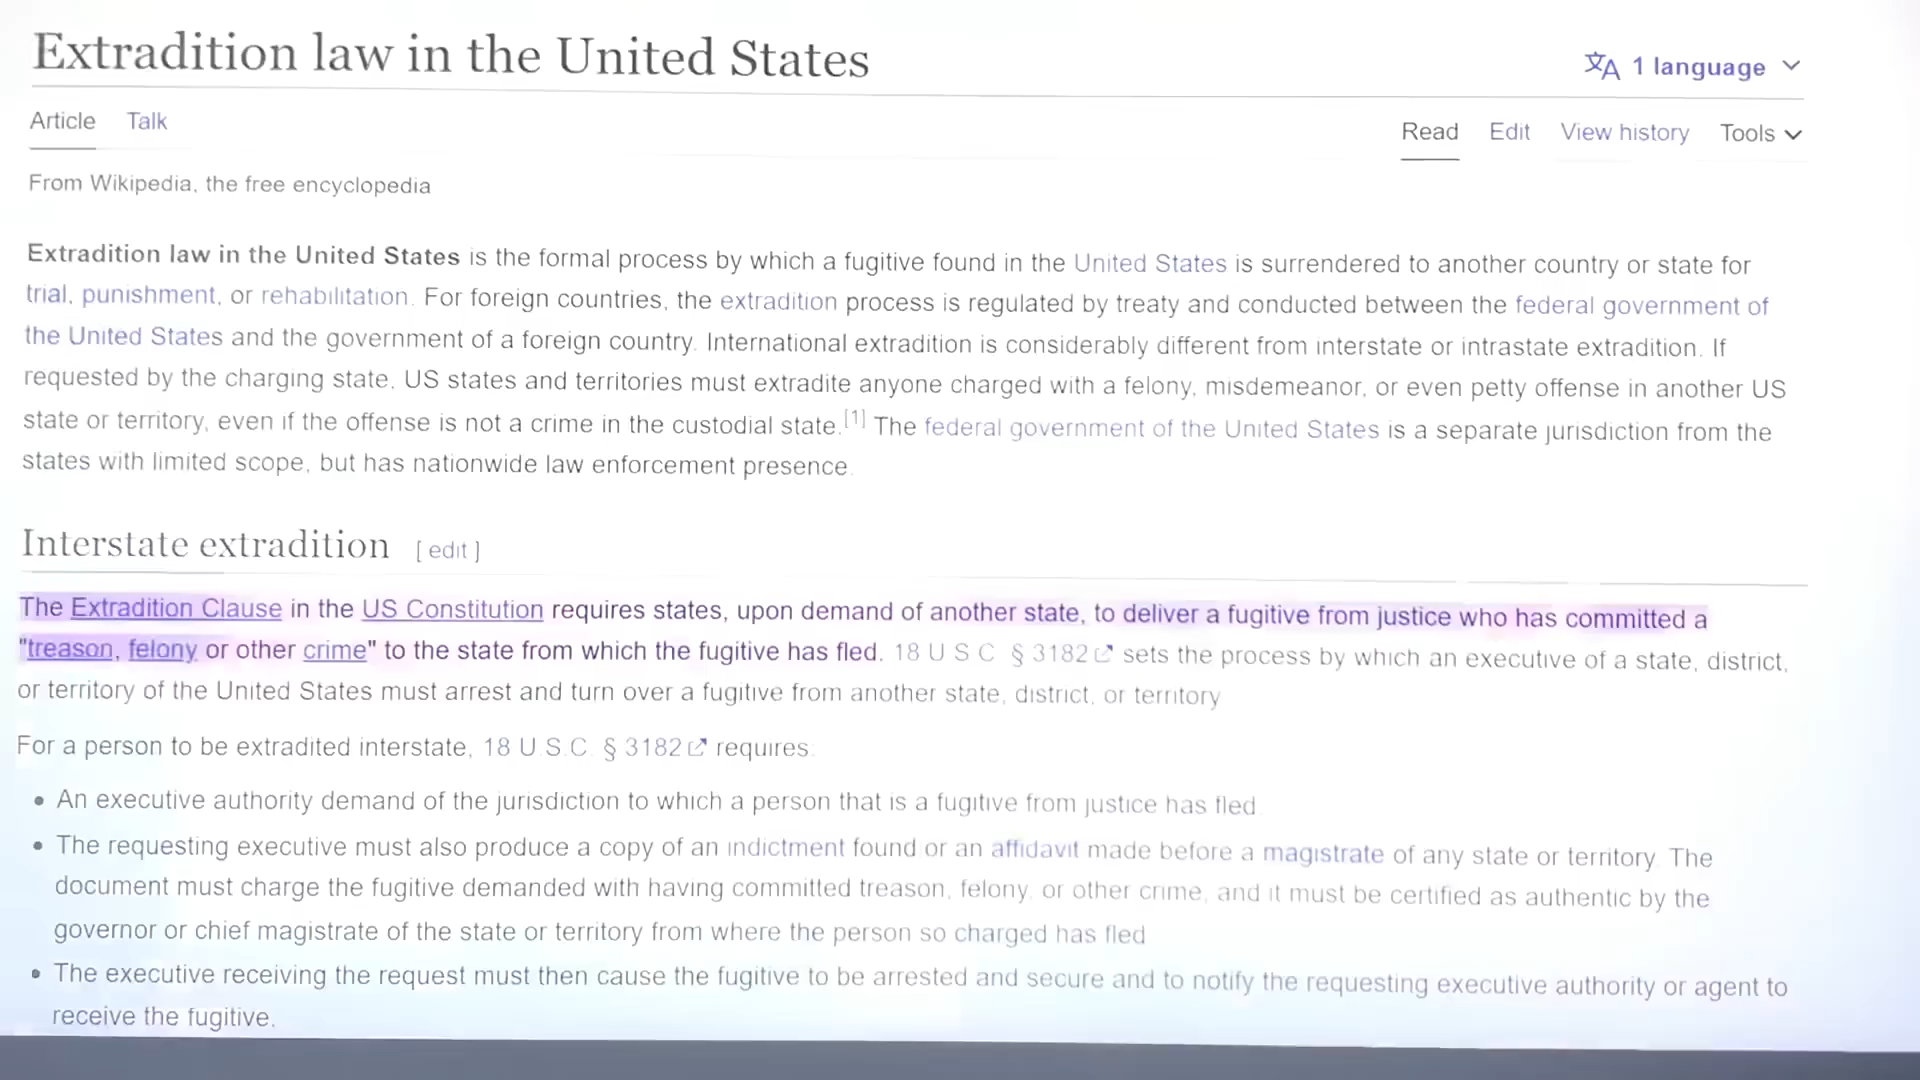 Extradition law in the United States
1 language
Article Talk
Read Edit View history Tools
From Wikipedia, the free encyclopedia
Extradition law in the United States is the formal process by which a fugitive found in the United States is surrendered to another country or state for
trial, punishment, or rehabilitation. For foreign countries, the extradition process is regulated by treaty and conducted between the federal government of
the United States and the government of a foreign country. International extradition is considerably different from interstate or intrastate extradition. If
requested by the charging state, US states and territories must extradite anyone charged with a felony, misdemeanor, or even petty offense in another US
state or territory, even if the offense is not a crime in the custodial state.[1] The federal government of the United States is a separate jurisdiction from the
states with limited scope, but has nationwide law enforcement presence.
Interstate extradition [ edit ]
The Extradition Clause in the US Constitution requires states, upon demand of another state, to deliver a fugitive from justice who has committed a
"treason, felony or other crime" to the state from which the fugitive has fled. 18 U S C § 3182 sets the process by which an executive of a state, district,
or territory of the United States must arrest and turn over a fugitive from another state, district, or territory
For a person to be extradited interstate, 18 U.S.C. § 3182 requires:
• An executive authority demand of the jurisdiction to which a person that is a fugitive from justice has fled.
• The requesting executive must also produce a copy of an indictment found or an affidavit made before a magistrate of any state or territory. The
document must charge the fugitive demanded with having committed treason, felony, or other crime, and it must be certified as authentic by the
governor or chief magistrate of the state or territory from where the person so charged has fled
• The executive receiving the request must then cause the fugitive to be arrested and secure and to notify the requesting executive authority or agent to
receive the fugitive.